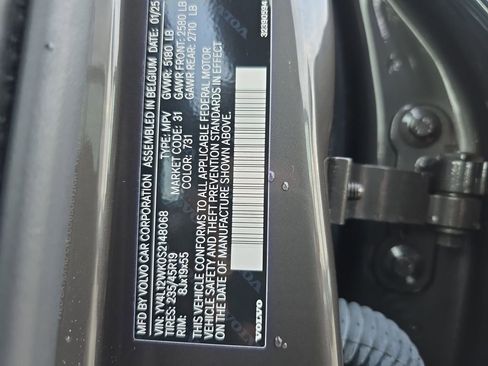 MFD BY VOLVO CAR CORPORATION ASSEMBLED IN BELGIUM DATE: 01/25
VIN: YV4L12WK0S2148068 TYPE: MPV GVWR: 5180 LB
TIRES: 235/45R19 MARKET CODE: 31 GAWR FRONT: 2580 LB
RIM: 8Jx19x55 COLOR: 731 GAWR REAR: 2710 LB
THIS VEHICLE CONFORMS TO ALL APPLICABLE FEDERAL MOTOR
VEHICLE SAFETY AND THEFT PREVENTION STANDARDS IN EFFECT
ON THE DATE OF MANUFACTURE SHOWN ABOVE.
VOLVO